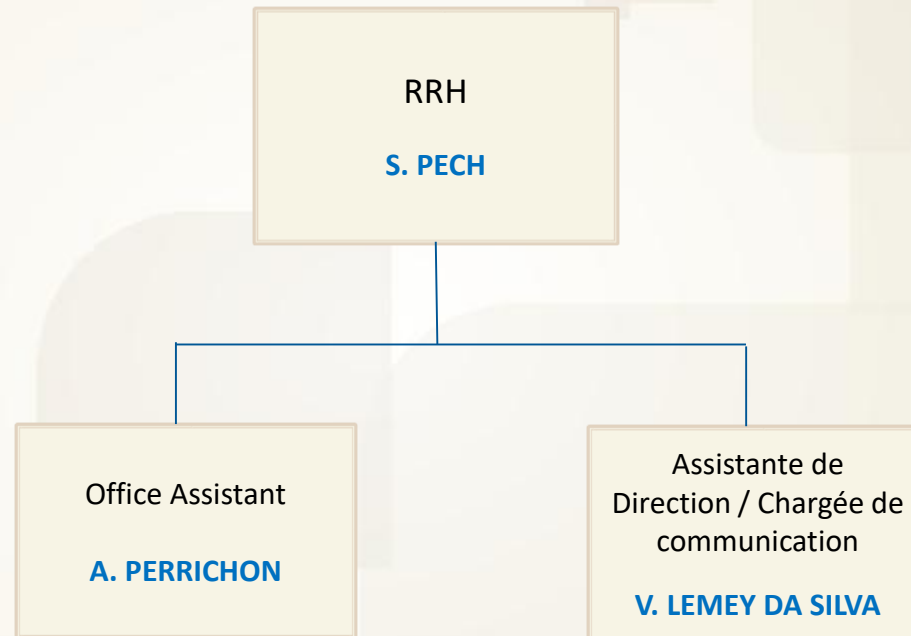 RRH
S. PECH
Office Assistant
A. PERRICHON
Assistante de
Direction / Chargée de
communication
V. LEMEY DA SILVA